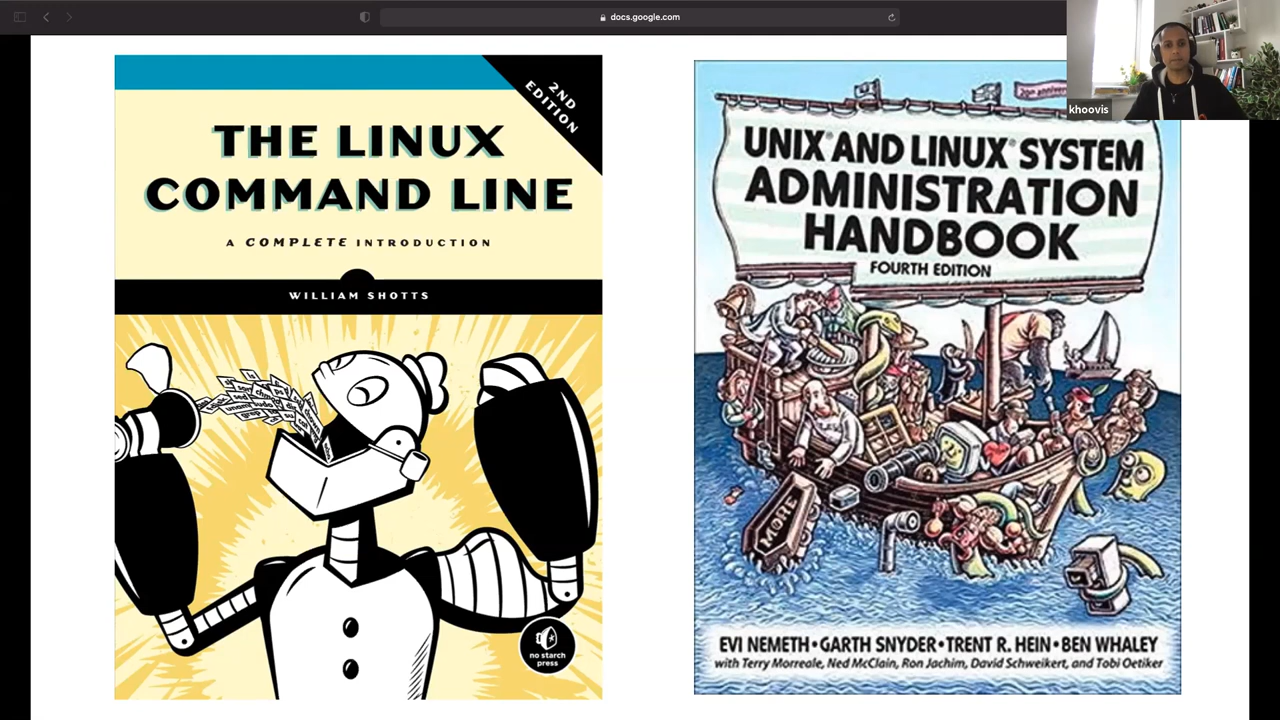 docs.google.com
khoovis
2ND
EDITION
THE LINUX
COMMAND LINE
A COMPLETE INTRODUCTION
WILLIAM SHOTTS
grep
no starch
press
20th
UNIX® AND LINUX® SYSTEM
ADMINISTRATION
HANDBOOK
FOURTH EDITION
MORE
EVI NEMETH • GARTH SNYDER • TRENT R. HEIN • BEN WHALEY
with Terry Morreale, Ned McClain, Ron Jachim, David Schweikert, and Tobi Oetiker